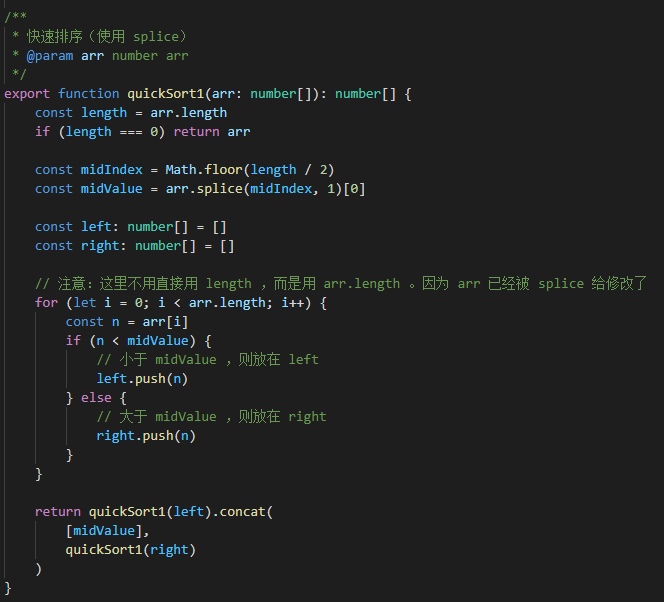 /**
 * 快速排序（使用 splice）
 * @param arr number arr
 */
export function quickSort1(arr: number[]): number[] {
    const length = arr.length
    if (length === 0) return arr

    const midIndex = Math.floor(length / 2)
    const midValue = arr.splice(midIndex, 1)[0]

    const left: number[] = []
    const right: number[] = []

    // 注意：这里不用直接用 length ，而是用 arr.length 。因为 arr 已经被 splice 给修改了
    for (let i = 0; i < arr.length; i++) {
        const n = arr[i]
        if (n < midValue) {
            // 小于 midValue ，则放在 left
            left.push(n)
        } else {
            // 大于 midValue ，则放在 right
            right.push(n)
        }
    }

    return quickSort1(left).concat(
        [midValue],
        quickSort1(right)
    )
}